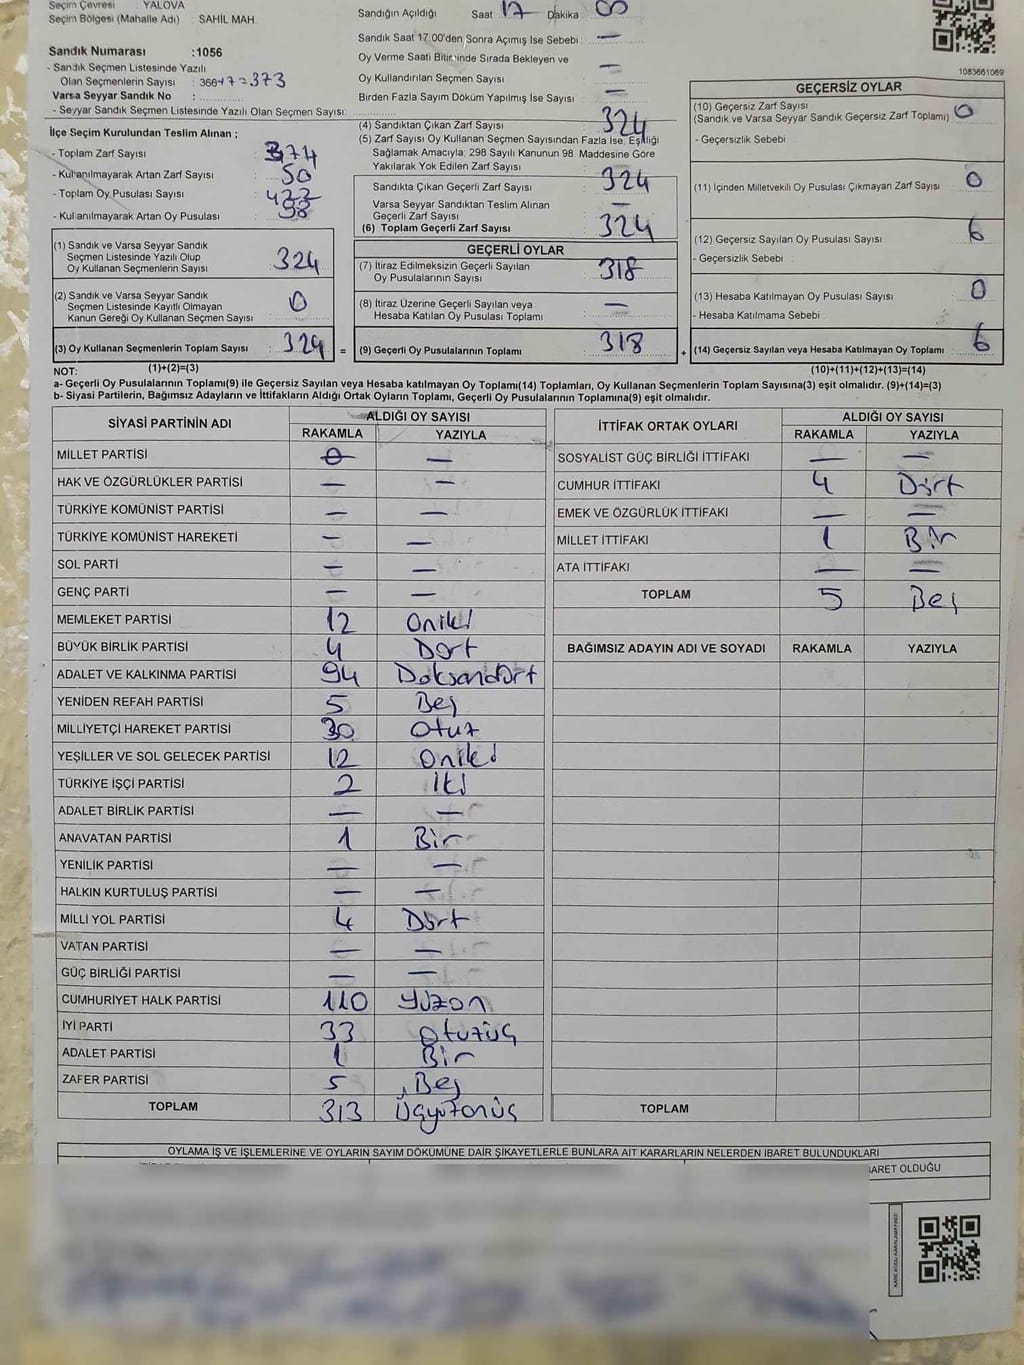 Seçim Çevresi : YALOVA
Seçim Bölgesi (Mahalle Adı) : SAHİL MAH.
Sandık Numarası : 1056
- Sandık Seçmen Listesinde Yazılı
Olan Seçmenlerin Sayısı : 366+7=373
Varsa Seyyar Sandık No :
- Seyyar Sandık Seçmen Listesinde Yazılı Olan Seçmen Sayısı:
İlçe Seçim Kurulundan Teslim Alınan ;
- Toplam Zarf Sayısı : 374
- Kullanılmayarak Artan Zarf Sayısı : 50
- Toplam Oy Pusulası Sayısı :
- Kullanılmayarak Artan Oy Pusulası : 98
(1) Sandık ve Varsa Seyyar Sandık
Seçmen Listesinde Yazılı Olup
Oy Kullanan Seçmenlerin Sayısı : 324
(2) Sandık ve Varsa Seyyar Sandık
Seçmen Listesinde Kayıtlı Olmayan
Kanun Gereği Oy Kullanan Seçmen Sayısı : 0
(3) Oy Kullanan Seçmenlerin Toplam Sayısı : 324 =
(1)+(2)=(3)
Sandığın Açıldığı Saat 17 Dakika : 00
Sandık Saat 17:00'den Sonra Açımış İse Sebebi : —
Oy Verme Saati Bitiminde Sırada Bekleyen ve
Oy Kullandırılan Seçmen Sayısı : —
Birden Fazla Sayım Döküm Yapılmış İse Sayısı : —
(4) Sandıktan Çıkan Zarf Sayısı : 324
(5) Zarf Sayısı Oy Kullanan Seçmen Sayısından Fazla İse, Eşitliği
Sağlamak Amacıyla; 298 Sayılı Kanunun 98. Maddesine Göre
Yakılarak Yok Edilen Zarf Sayısı :
Sandıkta Çıkan Geçerli Zarf Sayısı : 324
Varsa Seyyar Sandıktan Teslim Alınan
Geçerli Zarf Sayısı : —
(6) Toplam Geçerli Zarf Sayısı : 324
GEÇERLİ OYLAR
(7) İtiraz Edilmeksizin Geçerli Sayılan
Oy Pusulalarının Sayısı : 318
(8) İtiraz Üzerine Geçerli Sayılan veya
Hesaba Katılan Oy Pusulası Toplamı : —
(9) Geçerli Oy Pusulalarının Toplamı : 318 +
1083661069
GEÇERSİZ OYLAR
(10) Geçersiz Zarf Sayısı
(Sandık ve Varsa Seyyar Sandık Geçersiz Zarf Toplamı) : 0
- Geçersizlik Sebebi :
(11) İçinden Milletvekili Oy Pusulası Çıkmayan Zarf Sayısı : 0
(12) Geçersiz Sayılan Oy Pusulası Sayısı : 6
- Geçersizlik Sebebi :
(13) Hesaba Katılmayan Oy Pusulası Sayısı : 0
- Hesaba Katılmama Sebebi :
(14) Geçersiz Sayılan veya Hesaba Katılmayan Oy Toplamı : 6
(10)+(11)+(12)+(13)=(14)
NOT:
a- Geçerli Oy Pusulalarının Toplamı(9) ile Geçersiz Sayılan veya Hesaba katılmayan Oy Toplamı(14) Toplamları, Oy Kullanan Seçmenlerin Toplam Sayısına(3) eşit olmalıdır. (9)+(14)=(3)
b- Siyasi Partilerin, Bağımsız Adayların ve İttifakların Aldığı Ortak Oyların Toplamı, Geçerli Oy Pusulalarının Toplamına(9) eşit olmalıdır.
SİYASİ PARTİNİN ADI ALDIĞI OY SAYISI
RAKAMLA YAZIYLA
MİLLET PARTİSİ 0 —
HAK VE ÖZGÜRLÜKLER PARTİSİ — —
TÜRKİYE KOMÜNİST PARTİSİ — —
TÜRKİYE KOMÜNİST HAREKETİ — —
SOL PARTİ — —
GENÇ PARTİ — —
MEMLEKET PARTİSİ 12 Oniki
BÜYÜK BİRLİK PARTİSİ 4 Dört
ADALET VE KALKINMA PARTİSİ 94 Doksandört
YENİDEN REFAH PARTİSİ 5 Beş
MİLLİYETÇİ HAREKET PARTİSİ 30 Otuz
YEŞİLLER VE SOL GELECEK PARTİSİ 12 Oniki
TÜRKİYE İŞÇİ PARTİSİ 2 İki
ADALET BİRLİK PARTİSİ — —
ANAVATAN PARTİSİ 1 Bir
YENİLİK PARTİSİ — —
HALKIN KURTULUŞ PARTİSİ — —
MİLLİ YOL PARTİSİ 4 Dört
VATAN PARTİSİ — —
GÜÇ BİRLİĞİ PARTİSİ — —
CUMHURİYET HALK PARTİSİ 110 Yüzon
İYİ PARTİ 33 Otuzüç
ADALET PARTİSİ 1 Bir
ZAFER PARTİSİ 5 Beş
TOPLAM 313 Üçyüzonüç
İTTİFAK ORTAK OYLARI ALDIĞI OY SAYISI
RAKAMLA YAZIYLA
SOSYALİST GÜÇ BİRLİĞİ İTTİFAKI — —
CUMHUR İTTİFAKI 4 Dört
EMEK VE ÖZGÜRLÜK İTTİFAKI — —
MİLLET İTTİFAKI 1 Bir
ATA İTTİFAKI — —
TOPLAM 5 Beş
BAĞIMSIZ ADAYIN ADI VE SOYADI RAKAMLA YAZIYLA
TOPLAM
OYLAMA İŞ VE İŞLEMLERİNE VE OYLARIN SAYIM DÖKÜMÜNE DAİR ŞİKAYETLERLE BUNLARA AİT KARARLARIN NELERDEN İBARET BULUNDUKLARI
BARET OLDUĞU
KARE KODU KARALAMAYINIZ!